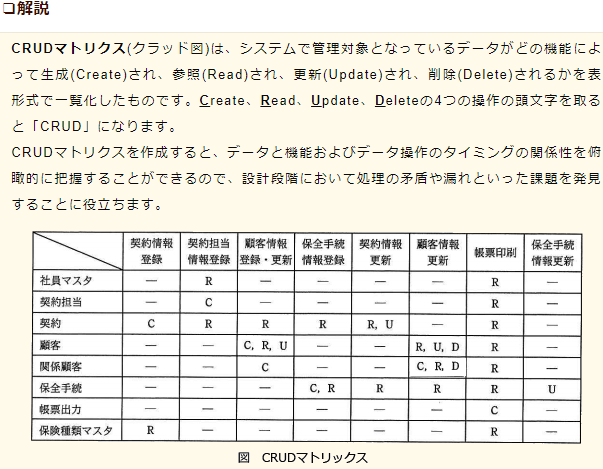 ❏解説
CRUDマトリクス(クラッド図)は、システムで管理対象となっているデータがどの機能によ
って生成(Create)され、参照(Read)され、更新(Update)され、削除(Delete)されるかを表
形式で一覧化したものです。Create、Read、Update、Deleteの4つの操作の頭文字を取る
と「CRUD」になります。
CRUDマトリクスを作成すると、データと機能およびデータ操作のタイミングの関係性を俯
瞰的に把握することができるので、設計段階において処理の矛盾や漏れといった課題を発見
することに役立ちます。
契約情報 契約担当 顧客情報 保全手続 契約情報 顧客情報 帳票印刷 保全手続
登録 情報登録 登録・更新 情報登録 更新 更新 情報更新
社員マスタ — R — — — — R —
契約担当 — C — — — — R —
契約 C R R R R, U — R —
顧客 — — C, R, U — — R, U, D R —
関係顧客 — — C — — C, R, D R —
保全手続 — — — C, R R R R U
帳票出力 — — — — — — C —
保険種類マスタ R — — — — — R —
図 CRUDマトリックス